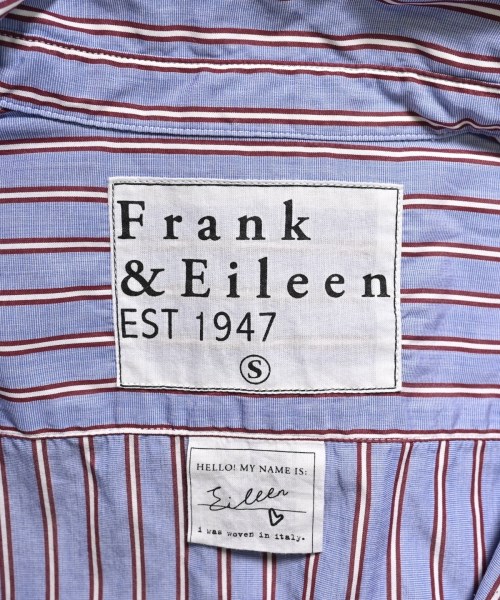 Frank
&Eileen
EST 1947
S
HELLO! MY NAME IS:
Eileen
i was woven in italy.